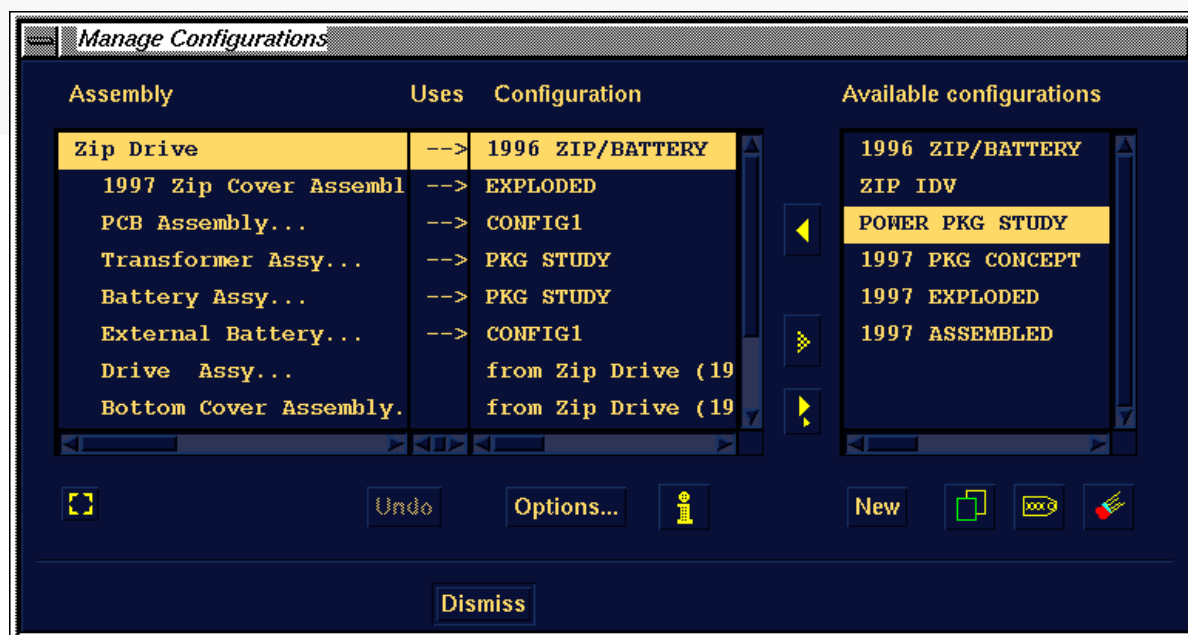 Manage Configurations
Assembly Uses Configuration Available configurations
Zip Drive --> 1996 ZIP/BATTERY 1996 ZIP/BATTERY
1997 Zip Cover Assembl --> EXPLODED ZIP IDV
PCB Assembly... --> CONFIG1 POWER PKG STUDY
Transformer Assy... --> PKG STUDY 1997 PKG CONCEPT
Battery Assy... --> PKG STUDY 1997 EXPLODED
External Battery... --> CONFIG1 1997 ASSEMBLED
Drive Assy... from Zip Drive (19
Bottom Cover Assembly. from Zip Drive (19
Undo Options... New
Dismiss